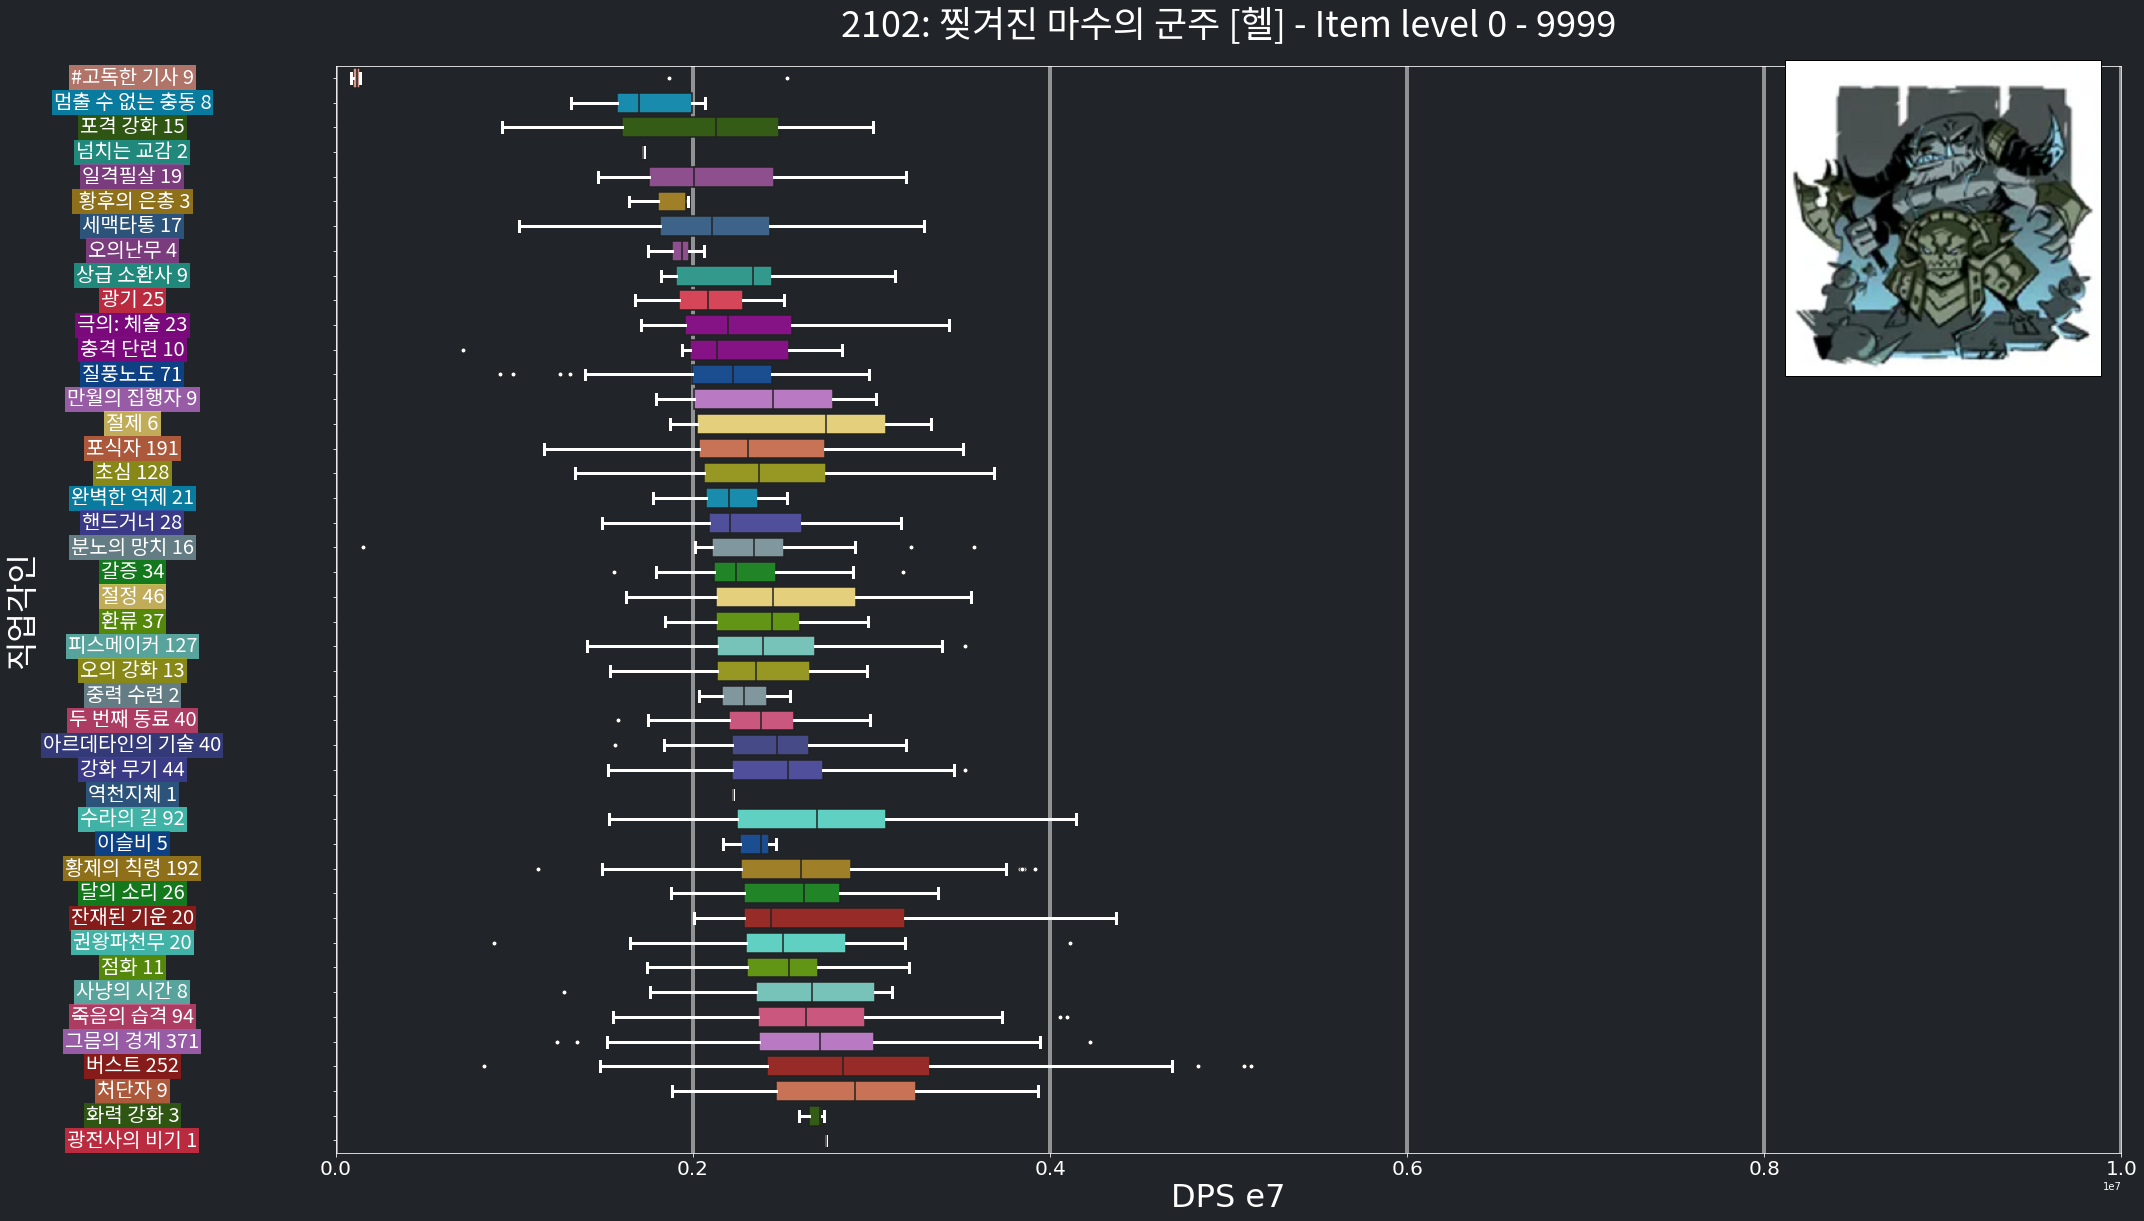 2102: 찢겨진 마수의 군주 [헬] - Item level 0 - 9999
직업각인
#고독한 기사 9
멈출 수 없는 충동 8
포격 강화 15
넘치는 교감 2
일격필살 19
황후의 은총 3
세맥타통 17
오의난무 4
상급 소환사 9
광기 25
극의: 체술 23
충격 단련 10
질풍노도 71
만월의 집행자 9
절제 6
포식자 191
초심 128
완벽한 억제 21
핸드거너 28
분노의 망치 16
갈증 34
절정 46
환류 37
피스메이커 127
오의 강화 13
중력 수련 2
두 번째 동료 40
아르데타인의 기술 40
강화 무기 44
역천지체 1
수라의 길 92
이슬비 5
황제의 칙령 192
달의 소리 26
잔재된 기운 20
권왕파천무 20
점화 11
사냥의 시간 8
죽음의 습격 94
그믐의 경계 371
버스트 252
처단자 9
화력 강화 3
광전사의 비기 1
0.0 0.2 0.4 0.6 0.8 1.0
1e7
DPS e7